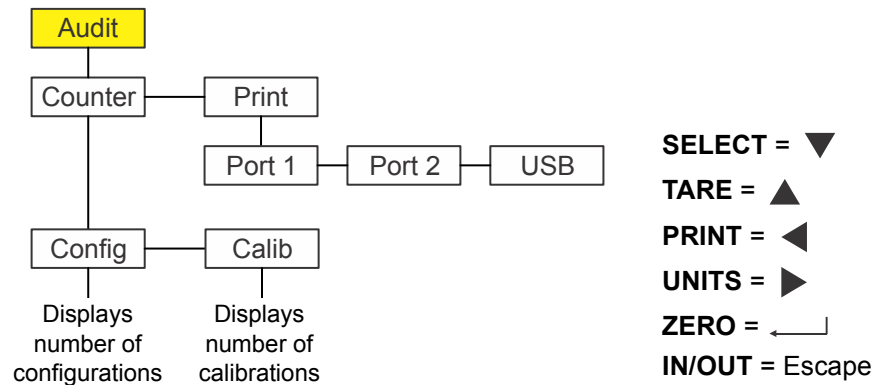 Audit
Counter
Print
Port 1
Port 2
USB
Config
Calib
Displays
number of
configurations
Displays
number of
calibrations
SELECT = ▼
TARE = ▲
PRINT = ◀
UNITS = ▶
ZERO = ↵
IN/OUT = Escape